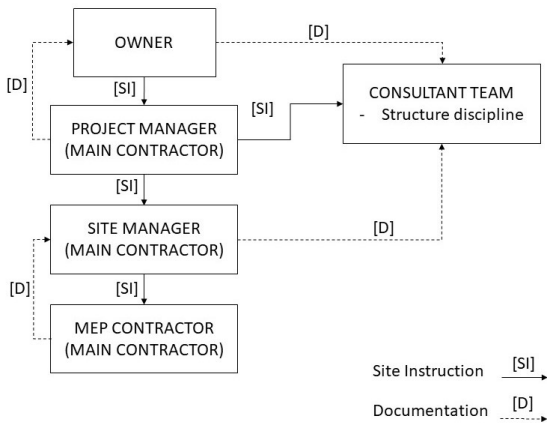 OWNER
[D]
[SI]
[D]
CONSULTANT TEAM
- Structure discipline
PROJECT MANAGER
(MAIN CONTRACTOR)
[SI]
[SI]
SITE MANAGER
(MAIN CONTRACTOR)
[D]
[SI]
[D]
MEP CONTRACTOR
(MAIN CONTRACTOR)
Site Instruction [SI]
Documentation [D]